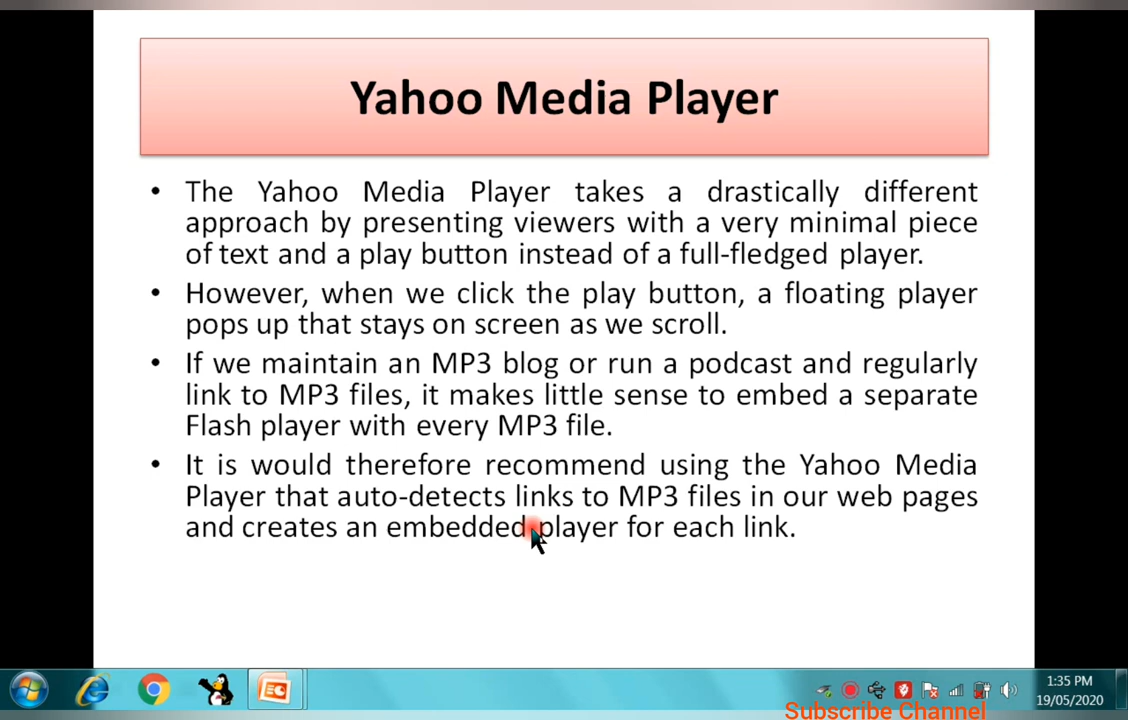 Yahoo Media Player
• The Yahoo Media Player takes a drastically different
approach by presenting viewers with a very minimal piece
of text and a play button instead of a full-fledged player.
• However, when we click the play button, a floating player
pops up that stays on screen as we scroll.
• If we maintain an MP3 blog or run a podcast and regularly
link to MP3 files, it makes little sense to embed a separate
Flash player with every MP3 file.
• It is would therefore recommend using the Yahoo Media
Player that auto-detects links to MP3 files in our web pages
and creates an embedded player for each link.
1:35 PM
19/05/2020
Subscribe Channel